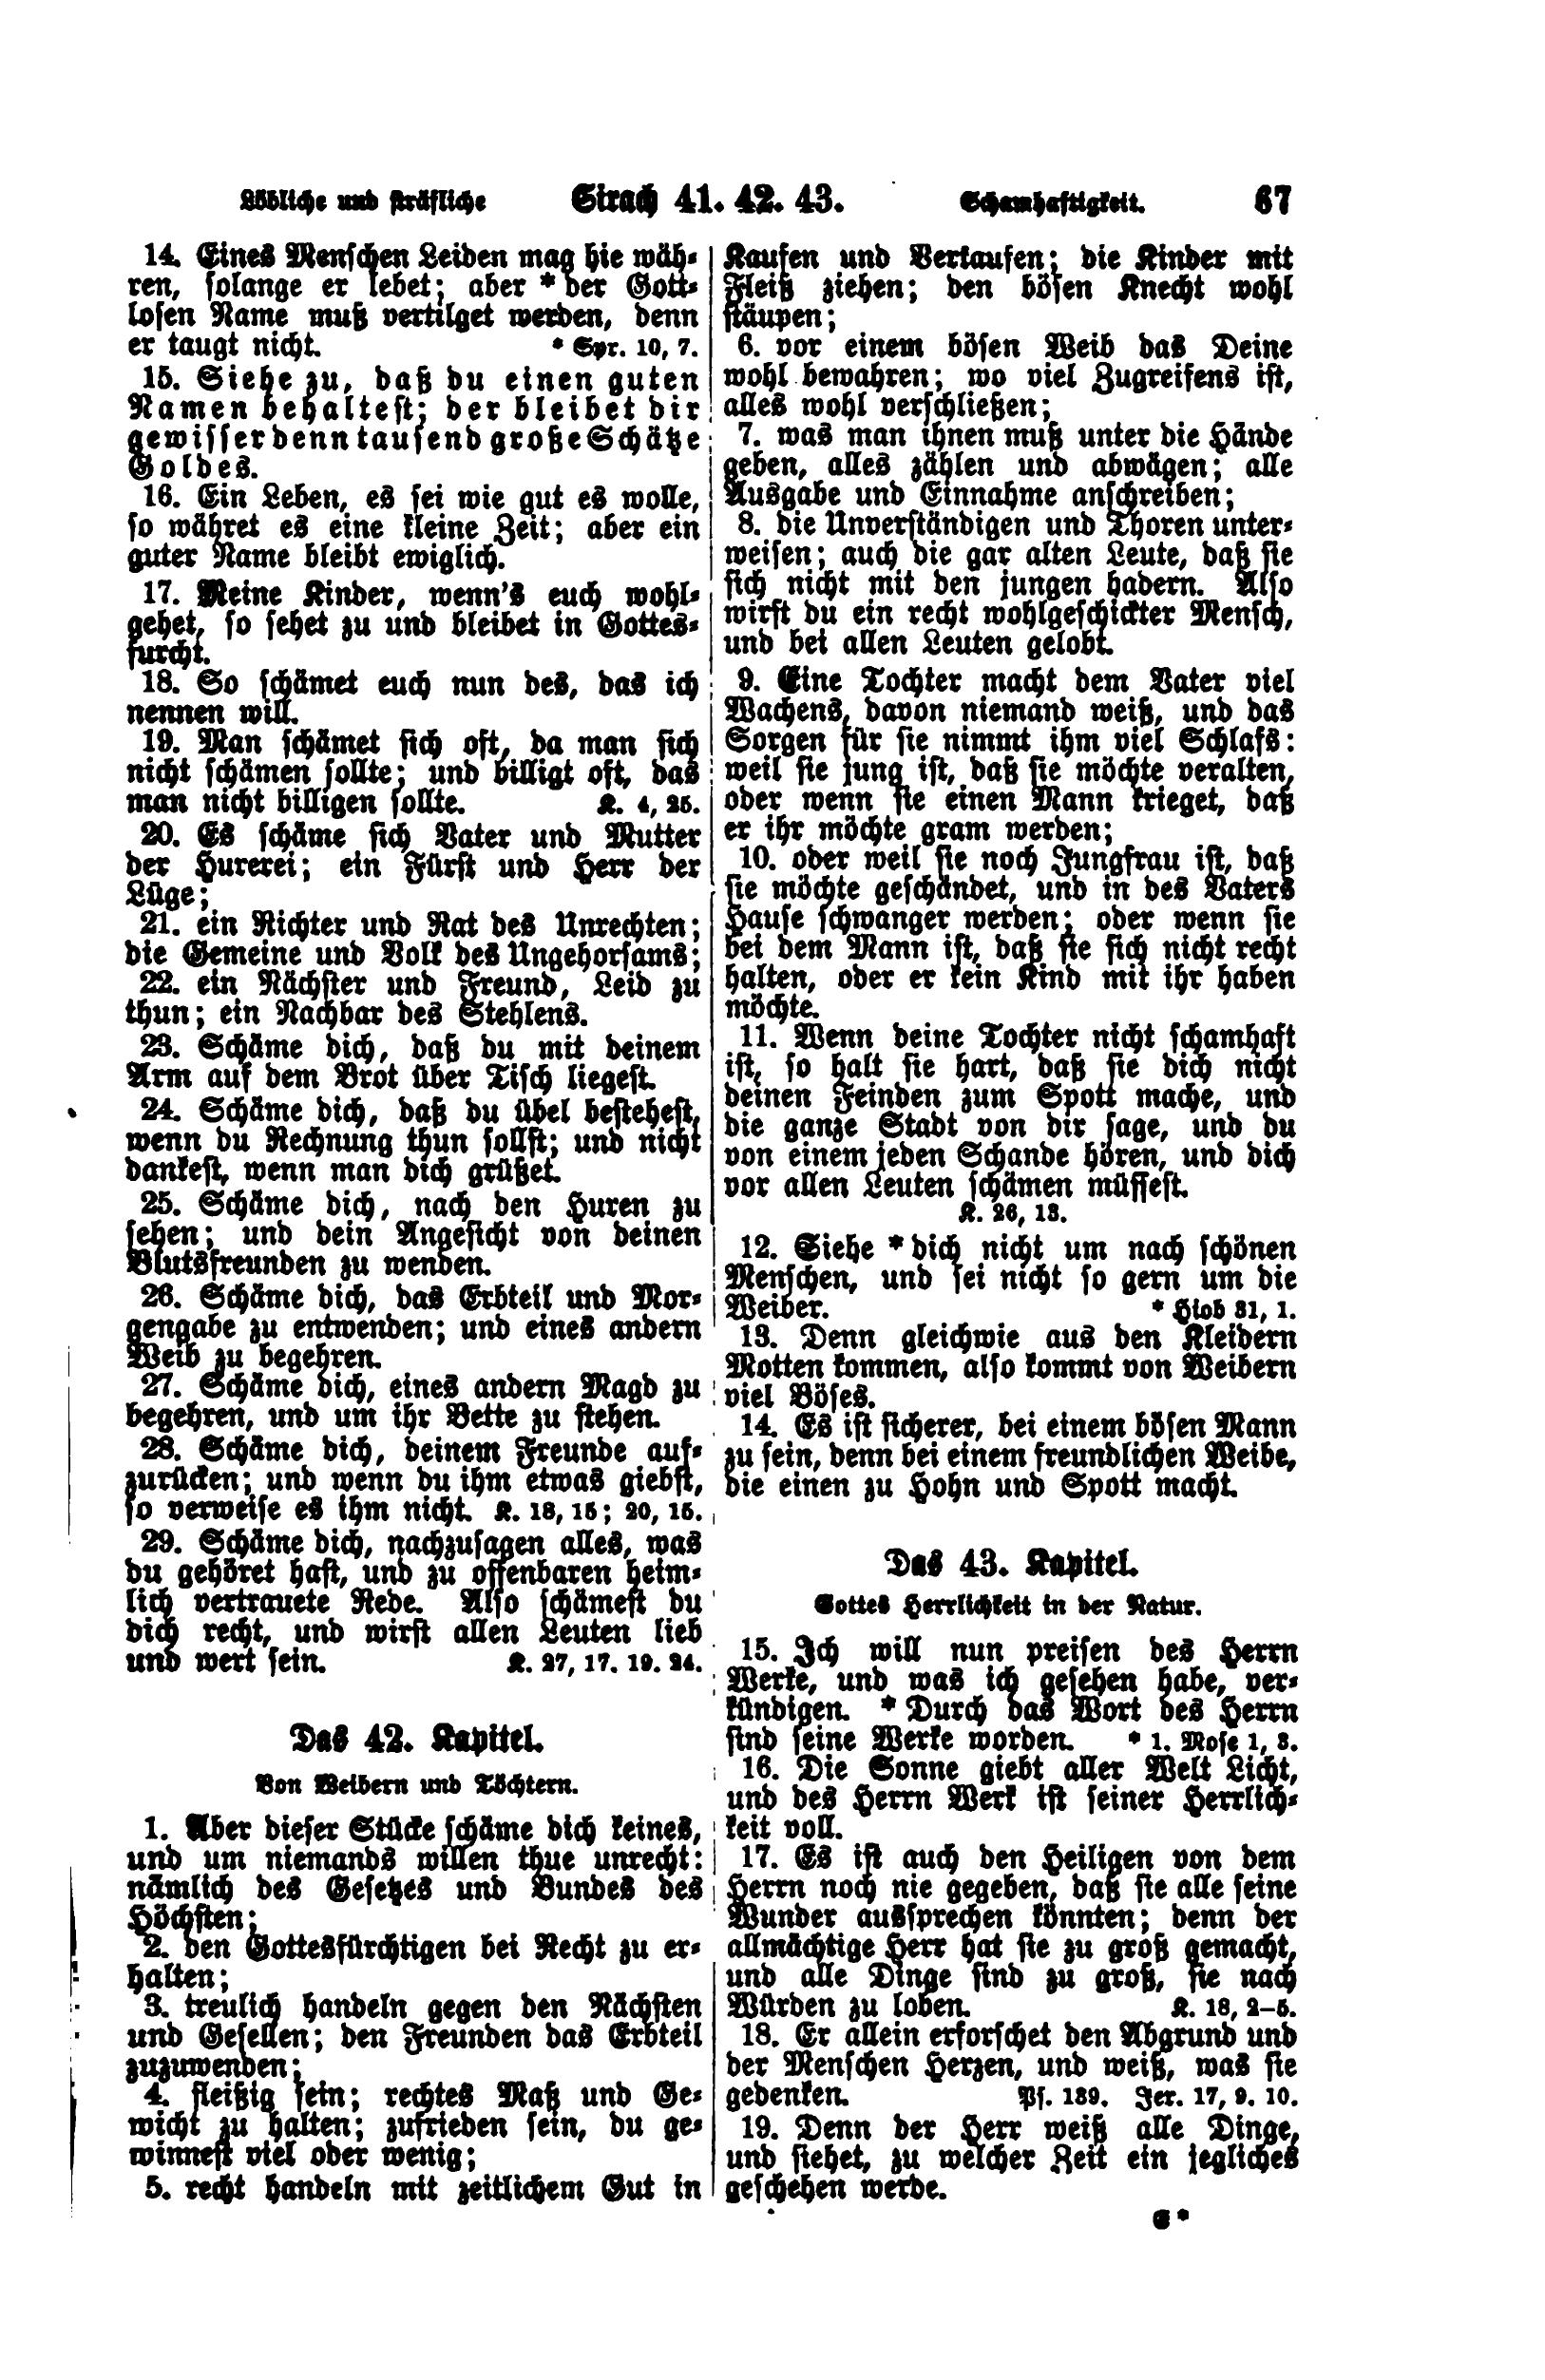 Löbliche und sträfliche Sirach 41. 42. 43. Schamhaftigkeit. 67
14. Eines Menschen Leiden mag hie wäh-
ren, solange er lebet; aber * der Gott-
losen Name muß vertilget werden, denn
er taugt nicht. * Spr. 10, 7.
15. Siehe zu, daß du einen guten
Namen behaltest; der bleibet dir
gewisser denn tausend große Schätze
Goldes.
16. Ein Leben, es sei wie gut es wolle,
so währet es eine kleine Zeit; aber ein
guter Name bleibt ewiglich.
17. Meine Kinder, wenn's euch wohl-
gehet, so sehet zu und bleibet in Gottes-
furcht.
18. So schämet euch nun des, das ich
nennen will.
19. Man schämet sich oft, da man sich
nicht schämen sollte; und billigt oft, das
man nicht billigen sollte. K. 4, 25.
20. Es schäme sich Vater und Mutter
der Hurerei; ein Fürst und Herr der
Lüge;
21. ein Richter und Rat des Unrechten;
die Gemeine und Volk des Ungehorsams;
22. ein Nächster und Freund, Leid zu
thun; ein Nachbar des Stehlens.
23. Schäme dich, daß du mit deinem
Arm auf dem Brot über Tisch liegest.
24. Schäme dich, daß du übel bestehest,
wenn du Rechnung thun sollst; und nicht
dankest, wenn man dich grüßet.
25. Schäme dich, nach den Huren zu
sehen; und dein Angesicht von deinen
Blutsfreunden zu wenden.
26. Schäme dich, das Erbteil und Mor-
gengabe zu entwenden; und eines andern
Weib zu begehren.
27. Schäme dich, eines andern Magd zu
begehren, und um ihr Bette zu stehen.
28. Schäme dich, deinem Freunde auf-
zurücken; und wenn du ihm etwas giebst,
so verweise es ihm nicht. K. 18, 15; 20, 15.
29. Schäme dich, nachzusagen alles, was
du gehöret hast, und zu offenbaren heim-
lich vertrauete Rede. Also schämest du
dich recht, und wirst allen Leuten lieb
und wert sein. K. 27, 17. 19. 24.
Das 42. Kapitel.
Von Weibern und Töchtern.
1. Aber dieser Stücke schäme dich keines,
und um niemands willen thue unrecht:
nämlich des Gesetzes und Bundes des
Höchsten;
2. den Gottesfürchtigen bei Recht zu er-
halten;
3. treulich handeln gegen den Nächsten
und Gesellen; den Freunden das Erbteil
zuzuwenden;
4. fleißig sein; rechtes Maß und Ge-
wicht zu halten; zufrieden sein, du ge-
winnest viel oder wenig;
5. recht handeln mit zeitlichem Gut in
Kaufen und Verkaufen; die Kinder mit
Fleiß ziehen; den bösen Knecht wohl
stäupen;
6. vor einem bösen Weib das Deine
wohl bewahren; wo viel Zugreifens ist,
alles wohl verschließen;
7. was man ihnen muß unter die Hände
geben, alles zählen und abwägen; alle
Ausgabe und Einnahme anschreiben;
8. die Unverständigen und Thoren unter-
weisen; auch die gar alten Leute, daß sie
sich nicht mit den jungen hadern. Also
wirst du ein recht wohlgeschickter Mensch,
und bei allen Leuten gelobt.
9. Eine Tochter macht dem Vater viel
Wachens, davon niemand weiß, und das
Sorgen für sie nimmt ihm viel Schlafs:
weil sie jung ist, daß sie möchte veralten,
oder wenn sie einen Mann krieget, daß
er ihr möchte gram werden;
10. oder weil sie noch Jungfrau ist, daß
sie möchte geschändet, und in des Vaters
Hause schwanger werden; oder wenn sie
bei dem Mann ist, daß sie sich nicht recht
halten, oder er kein Kind mit ihr haben
möchte.
11. Wenn deine Tochter nicht schamhaft
ist, so halt sie hart, daß sie dich nicht
deinen Feinden zum Spott mache, und
die ganze Stadt von dir sage, und du
von einem jeden Schande hören, und dich
vor allen Leuten schämen müssest.
K. 26, 13.
12. Siehe * dich nicht um nach schönen
Menschen, und sei nicht so gern um die
Weiber. * Hiob 31, 1.
13. Denn gleichwie aus den Kleidern
Motten kommen, also kommt von Weibern
viel Böses.
14. Es ist sicherer, bei einem bösen Mann
zu sein, denn bei einem freundlichen Weibe,
die einen zu Hohn und Spott macht.
Das 43. Kapitel.
Gottes Herrlichkeit in der Natur.
15. Ich will nun preisen des Herrn
Werke, und was ich gesehen habe, ver-
kündigen. * Durch das Wort des Herrn
sind seine Werke worden. * 1. Mose 1, 3.
16. Die Sonne giebt aller Welt Licht,
und des Herrn Werk ist seiner Herrlich-
keit voll.
17. Es ist auch den Heiligen von dem
Herrn noch nie gegeben, daß sie alle seine
Wunder aussprechen könnten; denn der
allmächtige Herr hat sie zu groß gemacht,
und alle Dinge sind zu groß, sie nach
Würden zu loben. K. 18, 2–5.
18. Er allein erforschet den Abgrund und
der Menschen Herzen, und weiß, was sie
gedenken. Ps. 139. Jer. 17, 9. 10.
19. Denn der Herr weiß alle Dinge,
und siehet, zu welcher Zeit ein jegliches
geschehen werde.
E *